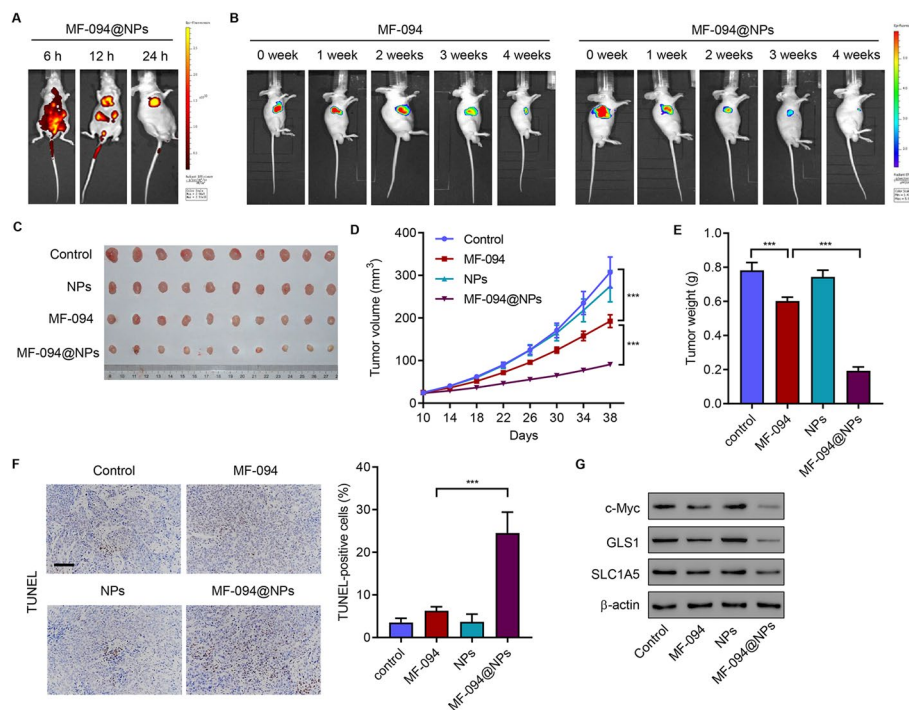 A
MF-094@NPs
6 h 12 h 24 h
B
MF-094
0 week 1 week 2 weeks 3 weeks 4 weeks
MF-094@NPs
0 week 1 week 2 weeks 3 weeks 4 weeks
C
Control
NPs
MF-094
MF-094@NPs
D
Control
MF-094
NPs
MF-094@NPs
Tumor volume (mm3)
400
300
200
100
0
***
***
10 14 18 22 26 30 34 38
Days
E
Tumor weight (g)
1.0
0.8
0.6
0.4
0.2
0.0
*** ***
control MF-094 NPs MF-094@NPs
F
TUNEL
Control MF-094
NPs MF-094@NPs
TUNEL-positive cells (%)
40
30
20
10
0
***
control MF-094 NPs MF-094@NPs
G
c-Myc
GLS1
SLC1A5
β-actin
Control MF-094 NPs MF-094@NPs